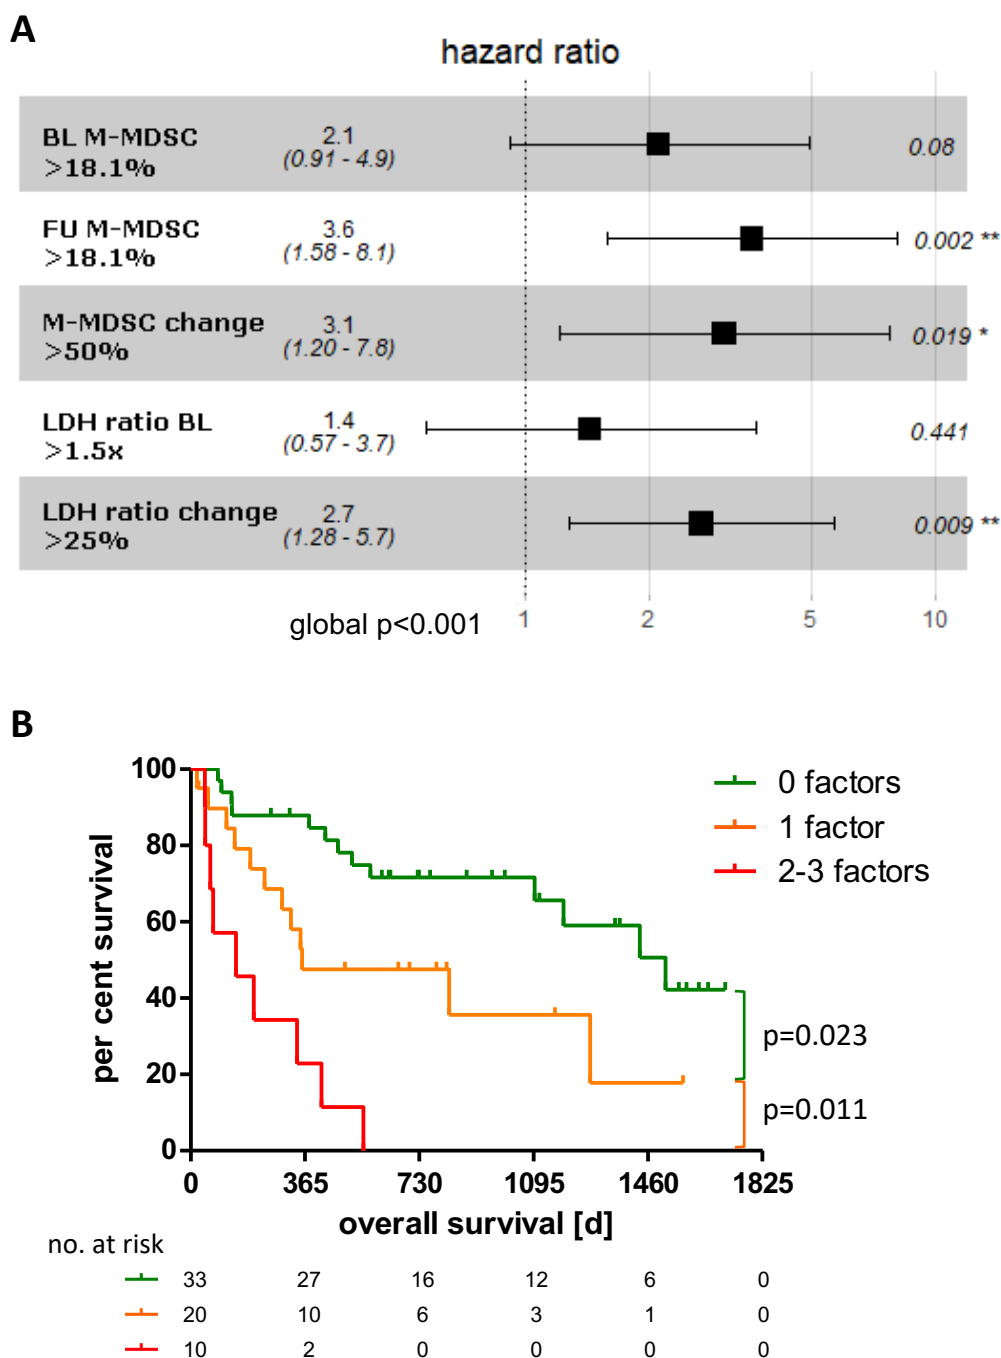 A
hazard ratio
BL M-MDSC
>18.1%
2.1
(0.91 - 4.9)
0.08
FU M-MDSC
>18.1%
3.6
(1.58 - 8.1)
0.002 **
M-MDSC change
>50%
3.1
(1.20 - 7.8)
0.019 *
LDH ratio BL
>1.5x
1.4
(0.57 - 3.7)
0.441
LDH ratio change
>25%
2.7
(1.28 - 5.7)
0.009 **
global p<0.001
1 2 5 10
B
per cent survival
100
80
60
40
20
0
0 factors
1 factor
2-3 factors
p=0.023
p=0.011
0 365 730 1095 1460 1825
overall survival [d]
no. at risk
33 27 16 12 6 0
20 10 6 3 1 0
10 2 0 0 0 0